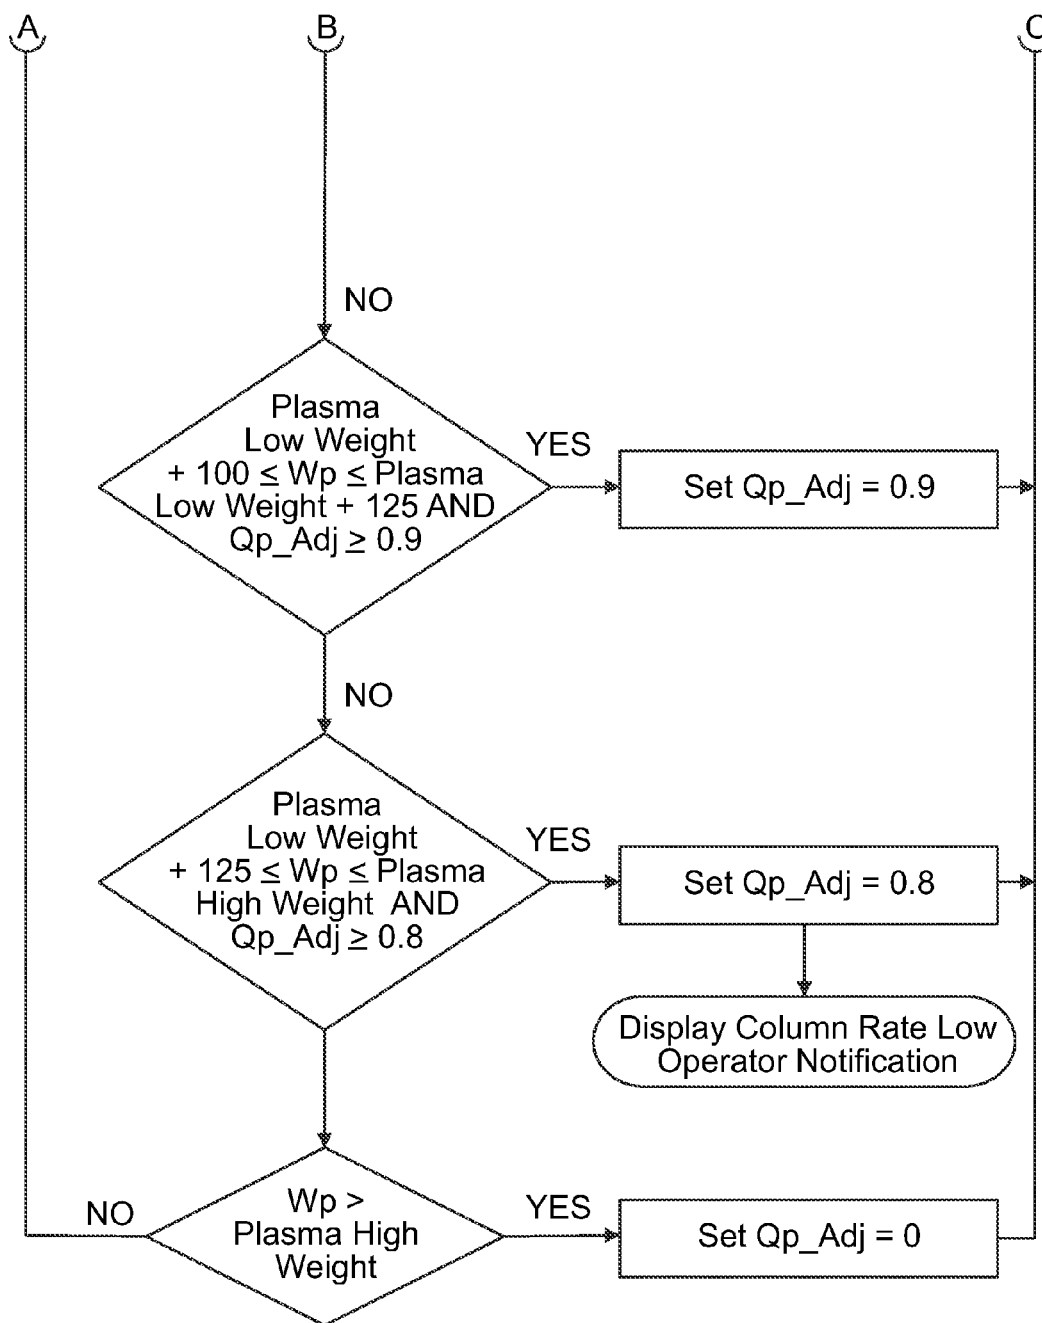 A
B
C
NO
Plasma
Low Weight
+ 100 ≤ Wp ≤ Plasma
Low Weight + 125 AND
Qp_Adj ≥ 0.9
YES
Set Qp_Adj = 0.9
NO
Plasma
Low Weight
+ 125 ≤ Wp ≤ Plasma
High Weight AND
Qp_Adj ≥ 0.8
YES
Set Qp_Adj = 0.8
Display Column Rate Low
Operator Notification
NO
Wp >
Plasma High
Weight
YES
Set Qp_Adj = 0